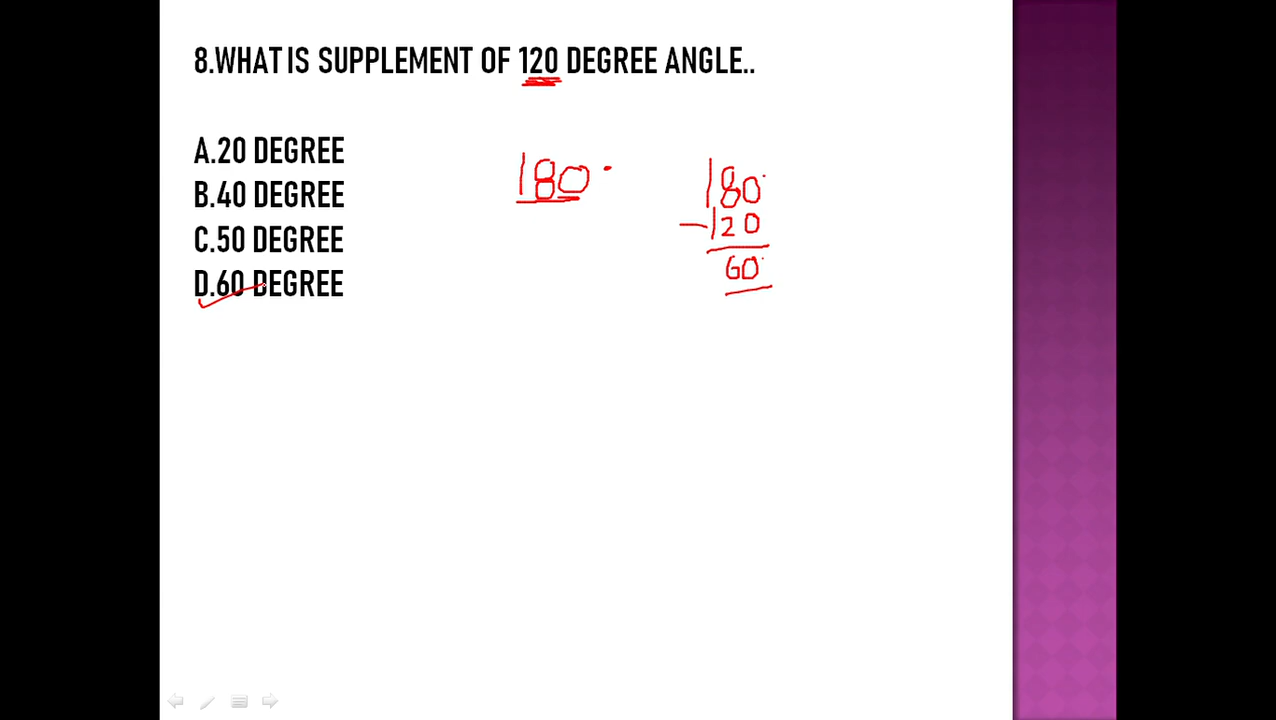 8.WHAT IS SUPPLEMENT OF 120 DEGREE ANGLE..
A.20 DEGREE
B.40 DEGREE
C.50 DEGREE
D.60 DEGREE
180°
180°
-120
60°